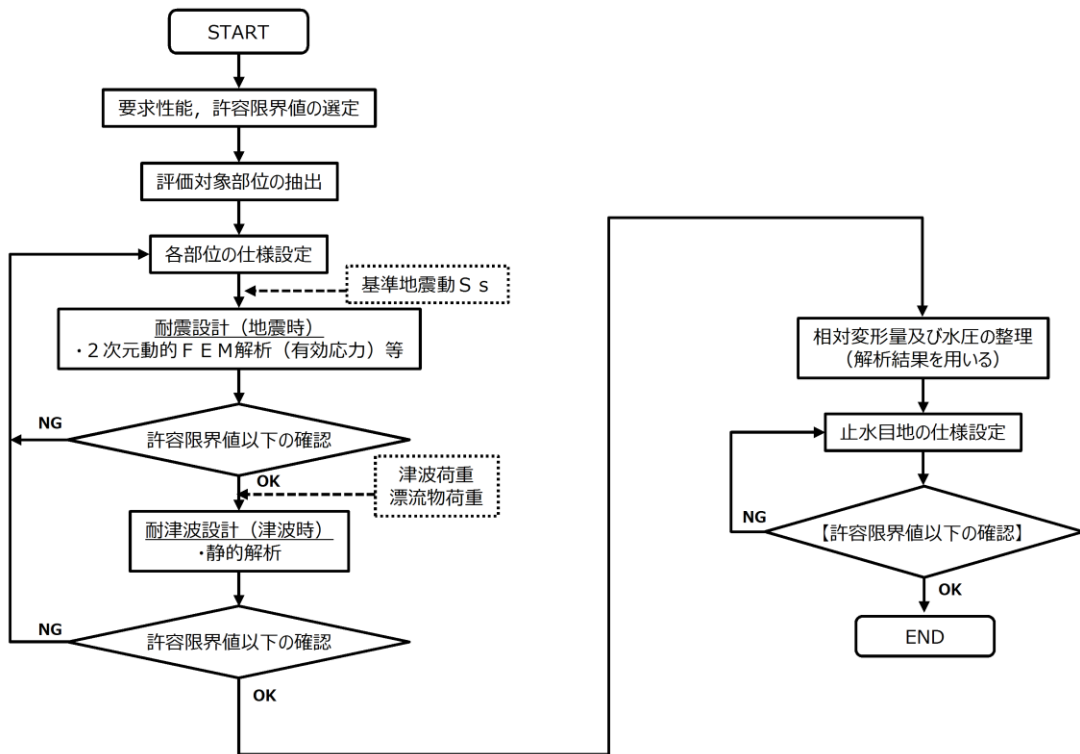 START
要求性能，許容限界値の選定
評価対象部位の抽出
各部位の仕様設定
基準地震動Ｓｓ
耐震設計（地震時）
・２次元動的ＦＥＭ解析（有効応力）等
NG
許容限界値以下の確認
OK
津波荷重
漂流物荷重
耐津波設計（津波時）
・静的解析
NG
許容限界値以下の確認
OK
相対変形量及び水圧の整理
（解析結果を用いる）
止水目地の仕様設定
NG
【許容限界値以下の確認】
OK
END